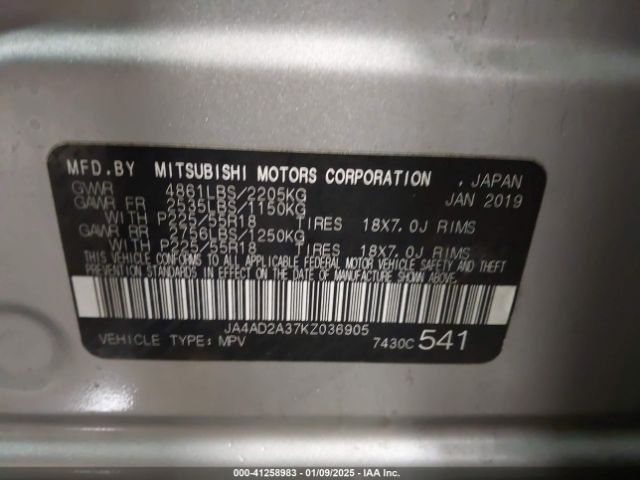 MFD.BY MITSUBISHI MOTORS CORPORATION , JAPAN
GVWR 4861LBS/2205KG JAN 2019
GAWR FR 2535LBS/1150KG
WITH P225/55R18 TIRES 18X7.0J RIMS
GAWR RR 2756LBS/1250KG
WITH P225/55R18 TIRES 18X7.0J RIMS
THIS VEHICLE CONFORMS TO ALL APPLICABLE FEDERAL MOTOR VEHICLE SAFETY AND THEFT
PREVENTION STANDARDS IN EFFECT ON THE DATE OF MANUFACTURE SHOWN ABOVE.
JA4AD2A37KZ036905
VEHICLE TYPE: MPV 7430C 541
000-41258983 - 01/09/2025 - IAA Inc.